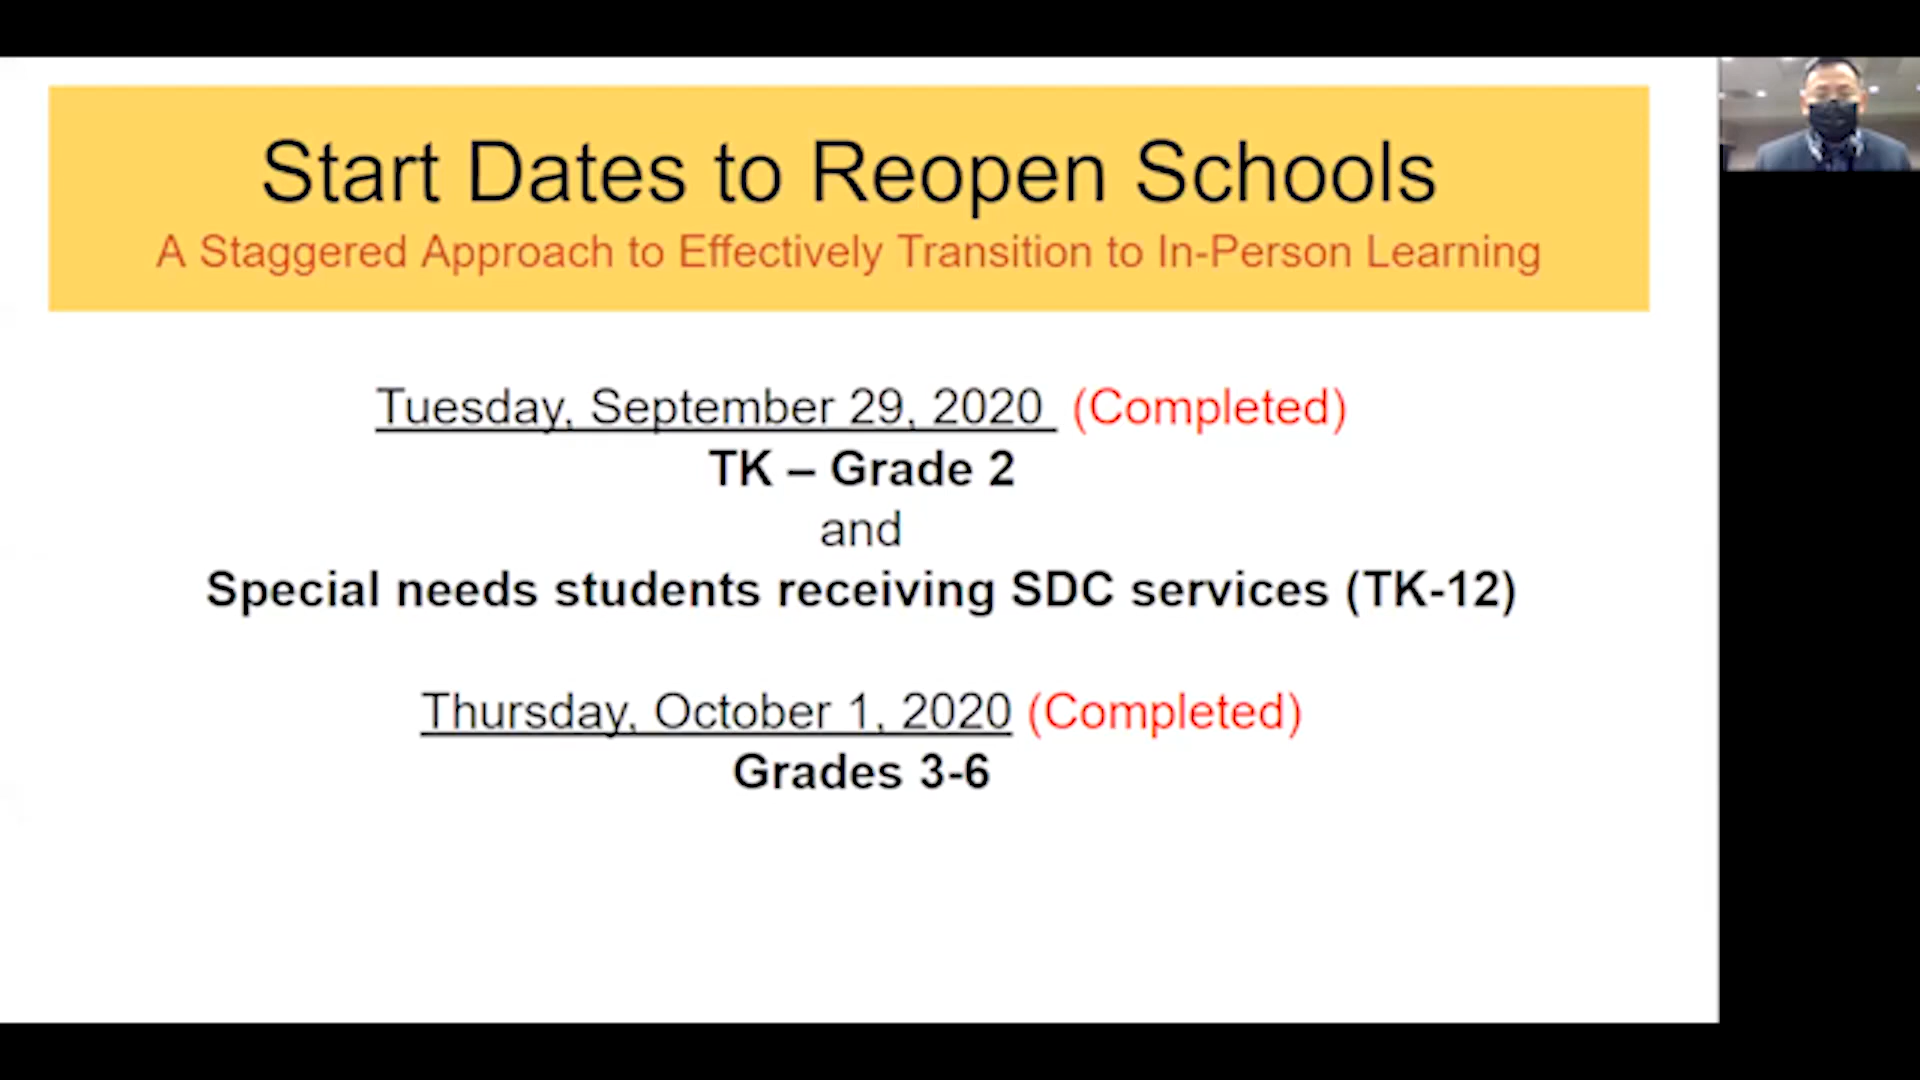 Start Dates to Reopen Schools
A Staggered Approach to Effectively Transition to In-Person Learning
Tuesday, September 29, 2020 (Completed)
TK – Grade 2
and
Special needs students receiving SDC services (TK-12)
Thursday, October 1, 2020 (Completed)
Grades 3-6